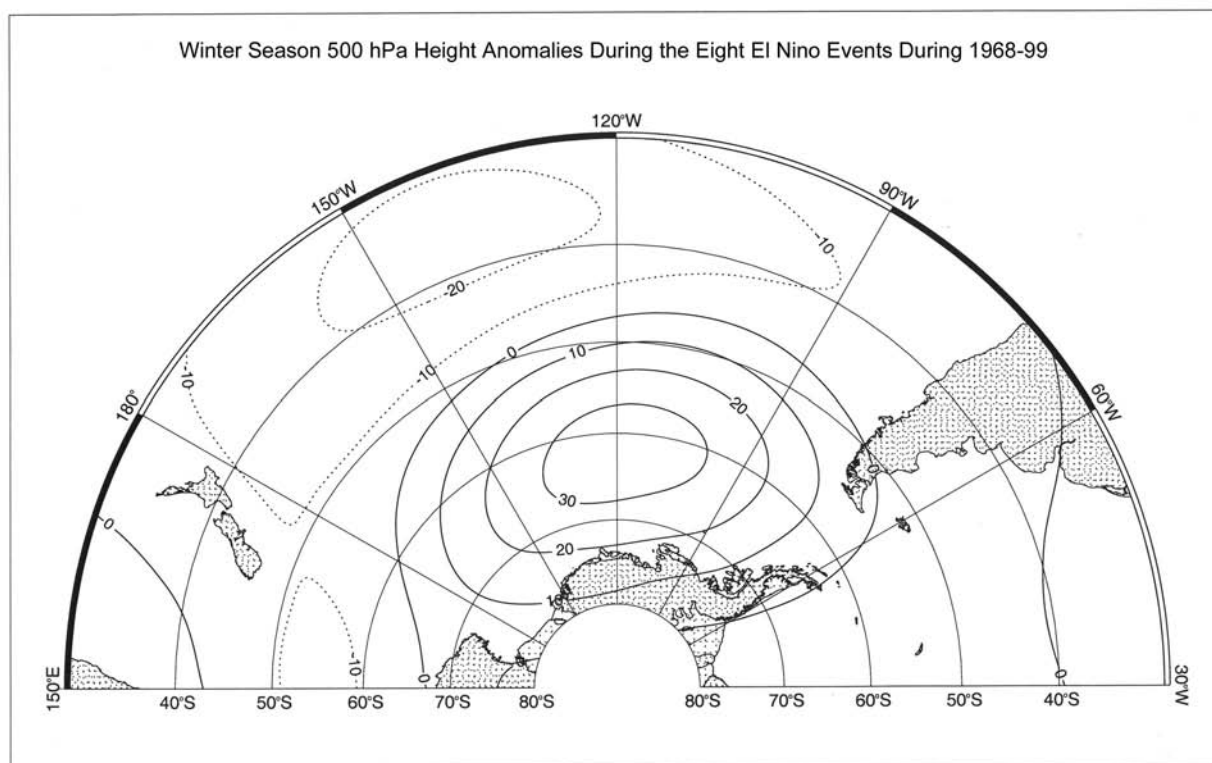 Winter Season 500 hPa Height Anomalies During the Eight El Nino Events During 1968-99
120°W
150°W
90°W
-10
-20
0
10
-10
-10
180°
20
60°W
30
0
0
20
10
-10
0
0
150°E
40°S 50°S 60°S 70°S 80°S 80°S 70°S 60°S 50°S 40°S
30°W